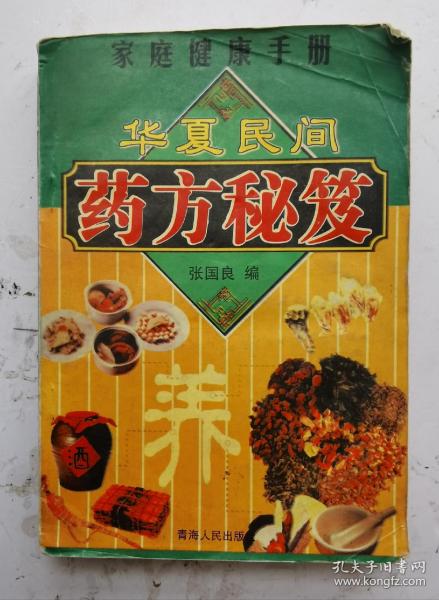 家庭健康手册
华夏民间
药方秘笈
张国良 编
养
酒
青海人民出版
孔夫子旧书网
www.kongfz.com